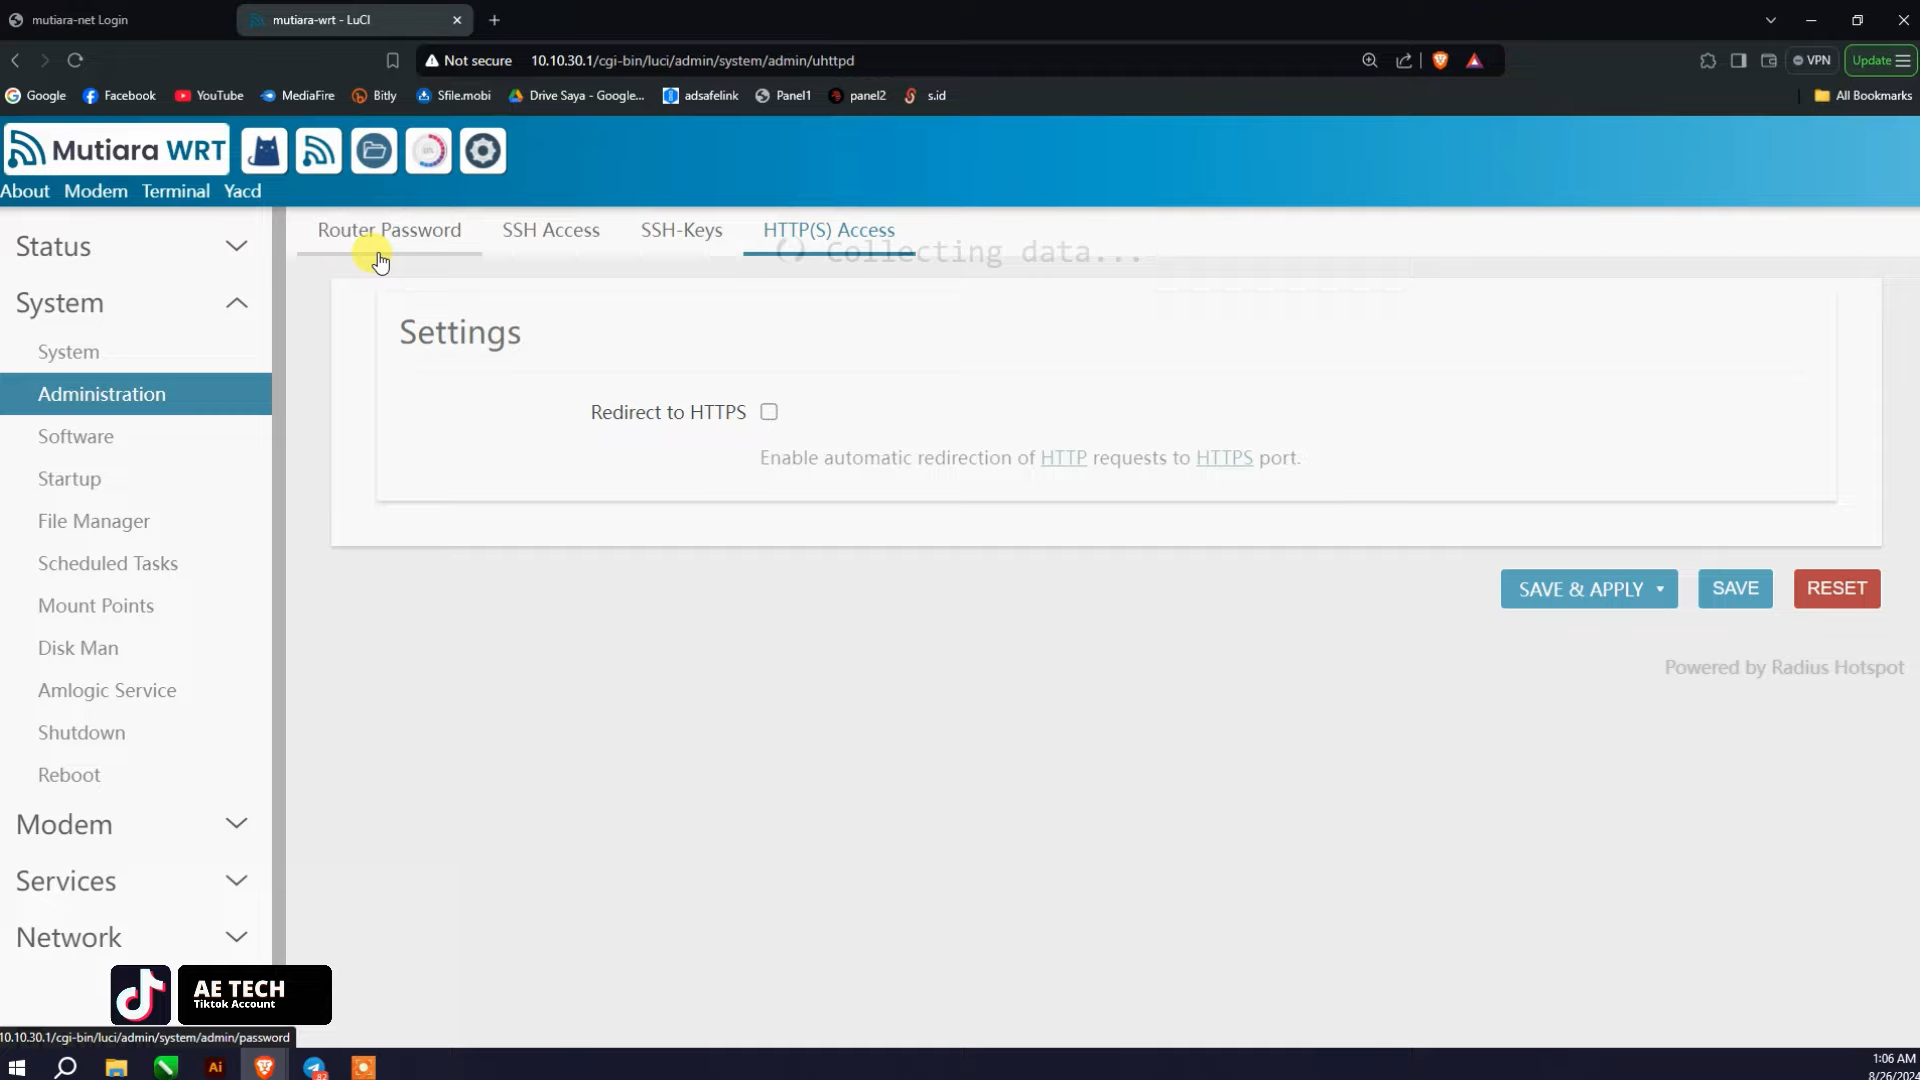 mutiara-net Login
mutiara-wrt - LuCI
Not secure 10.10.30.1/cgi-bin/luci/admin/system/admin/uhttpd
VPN
Update
Google Facebook YouTube MediaFire Bitly Sfile.mobi Drive Saya - Google... adsafelink Panel1 panel2 s.id
All Bookmarks
Mutiara WRT
About Modem Terminal Yacd
Router Password SSH Access SSH-Keys HTTP(S) Access
Collecting data...
Status
System
System
Administration
Software
Startup
File Manager
Scheduled Tasks
Mount Points
Disk Man
Amlogic Service
Shutdown
Reboot
Modem
Services
Network
Settings
Redirect to HTTPS
Enable automatic redirection of HTTP requests to HTTPS port.
SAVE & APPLY
SAVE
RESET
Powered by Radius Hotspot
AE TECH
Tiktok Account
10.10.30.1/cgi-bin/luci/admin/system/admin/password
Ai
82
1:06 AM
8/26/2024